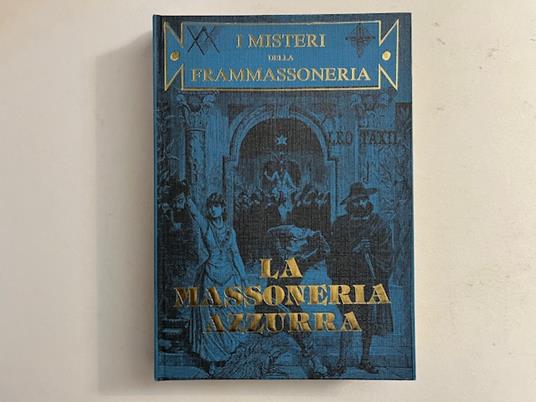 I MISTERI
DELLA
FRAMMASSONERIA
LEO TAXIL
LA
MASSONERIA
AZZURRA